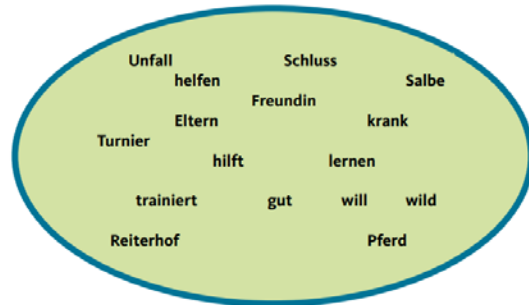 Unfall Schluss
helfen Salbe
Freundin
Eltern krank
Turnier
hilft lernen
trainiert gut will wild
Reiterhof Pferd